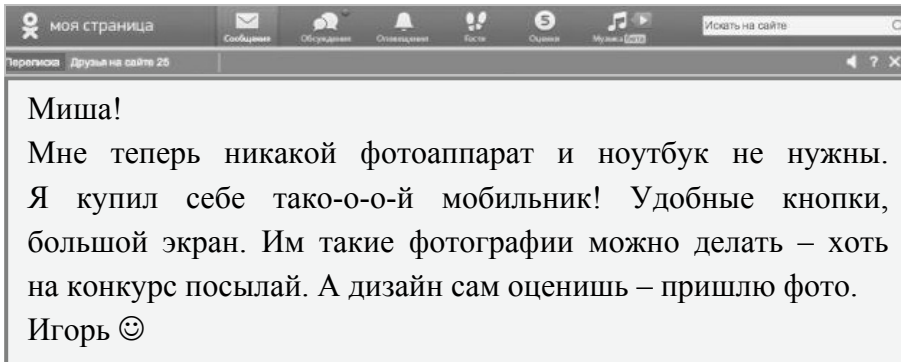 моя страница
Сообщения Обсуждения Оповещения Гости Оценки Музыка бета
5
Искать на сайте
Переписка Друзья на сайте 25
?
Миша!
Мне теперь никакой фотоаппарат и ноутбук не нужны.
Я купил себе тако-о-о-й мобильник! Удобные кнопки,
большой экран. Им такие фотографии можно делать – хоть
на конкурс посылай. А дизайн сам оценишь – пришлю фото.
Игорь ☺